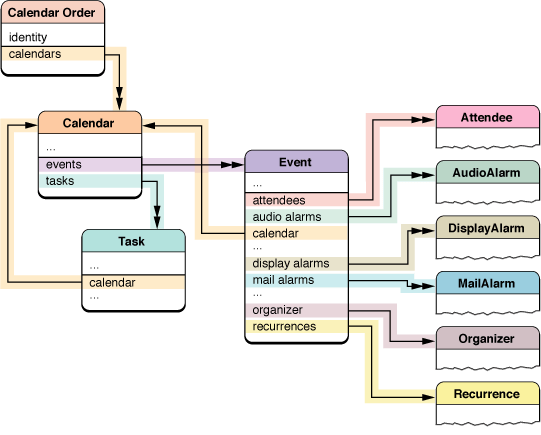 Calendar Order
identity
calendars
Calendar
...
events
tasks
Task
...
calendar
...
Event
...
attendees
audio alarms
calendar
...
display alarms
mail alarms
...
organizer
recurrences
Attendee
AudioAlarm
DisplayAlarm
MailAlarm
Organizer
Recurrence